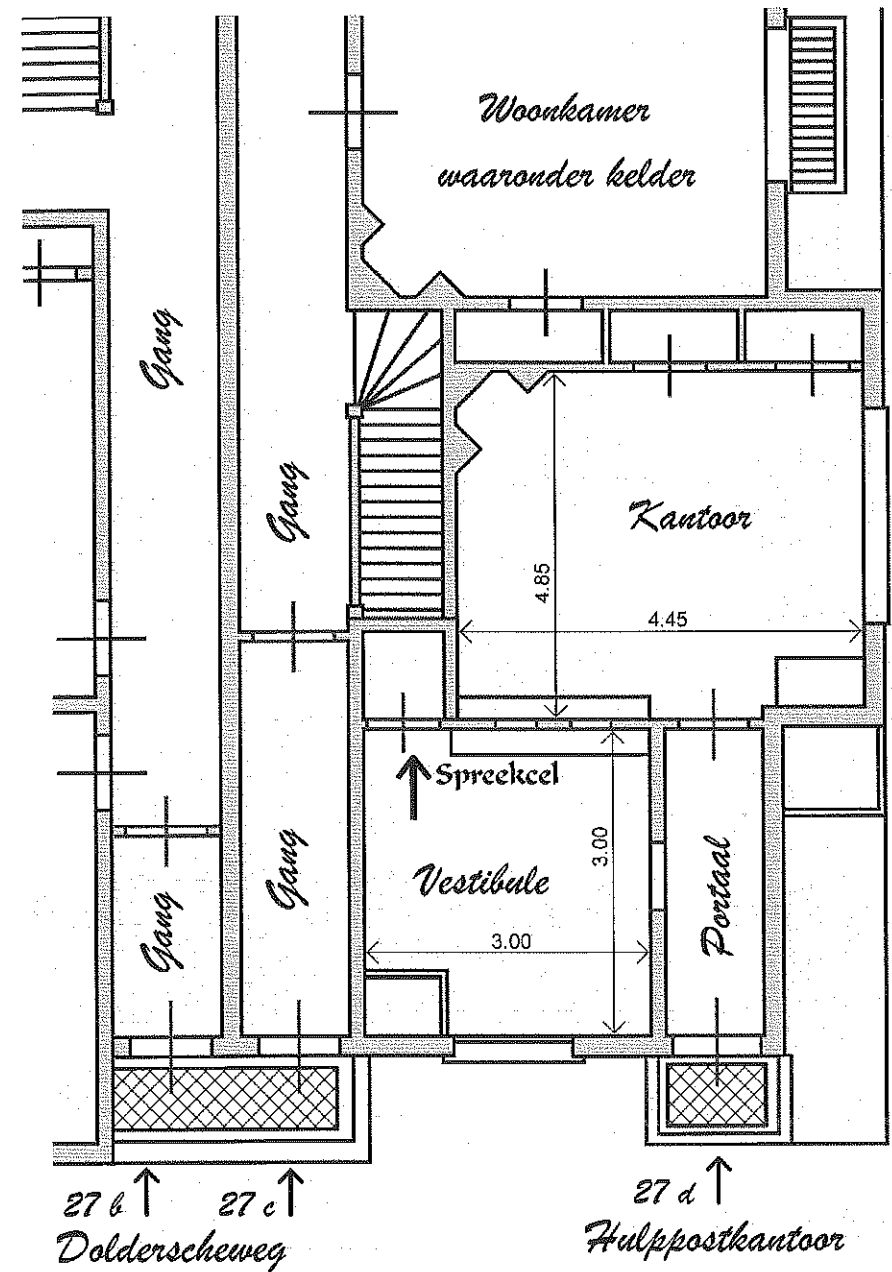 Woonkamer
waaronder kelder
Gang
Gang
Kantoor
4.85
4.45
Spreekcel
Vestibule
3.00
3.00
Gang
Gang
Portaal
27 b
27 c
27 d
Dolderscheweg
Hulppostkantoor